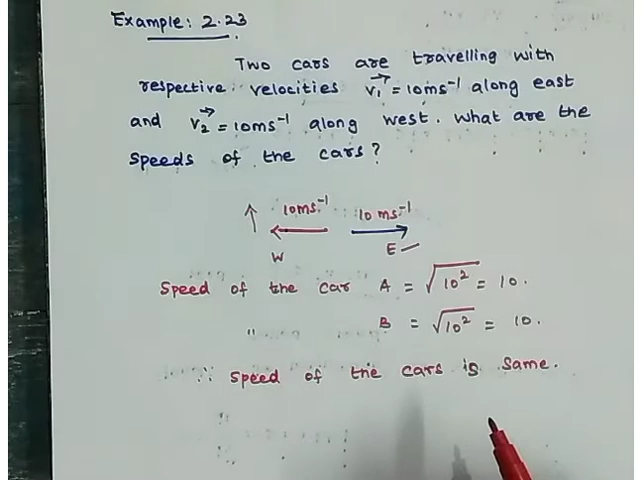 Example: 2.23.
Two cars are travelling with
respective velocities v₁⃗ = 10ms⁻¹ along east
and v₂⃗ = 10ms⁻¹ along west. What are the
speeds of the cars?
10ms⁻¹ 10 ms⁻¹
W E
Speed of the car A = √10² = 10.
" B = √10² = 10.
∴ Speed of the cars is same.